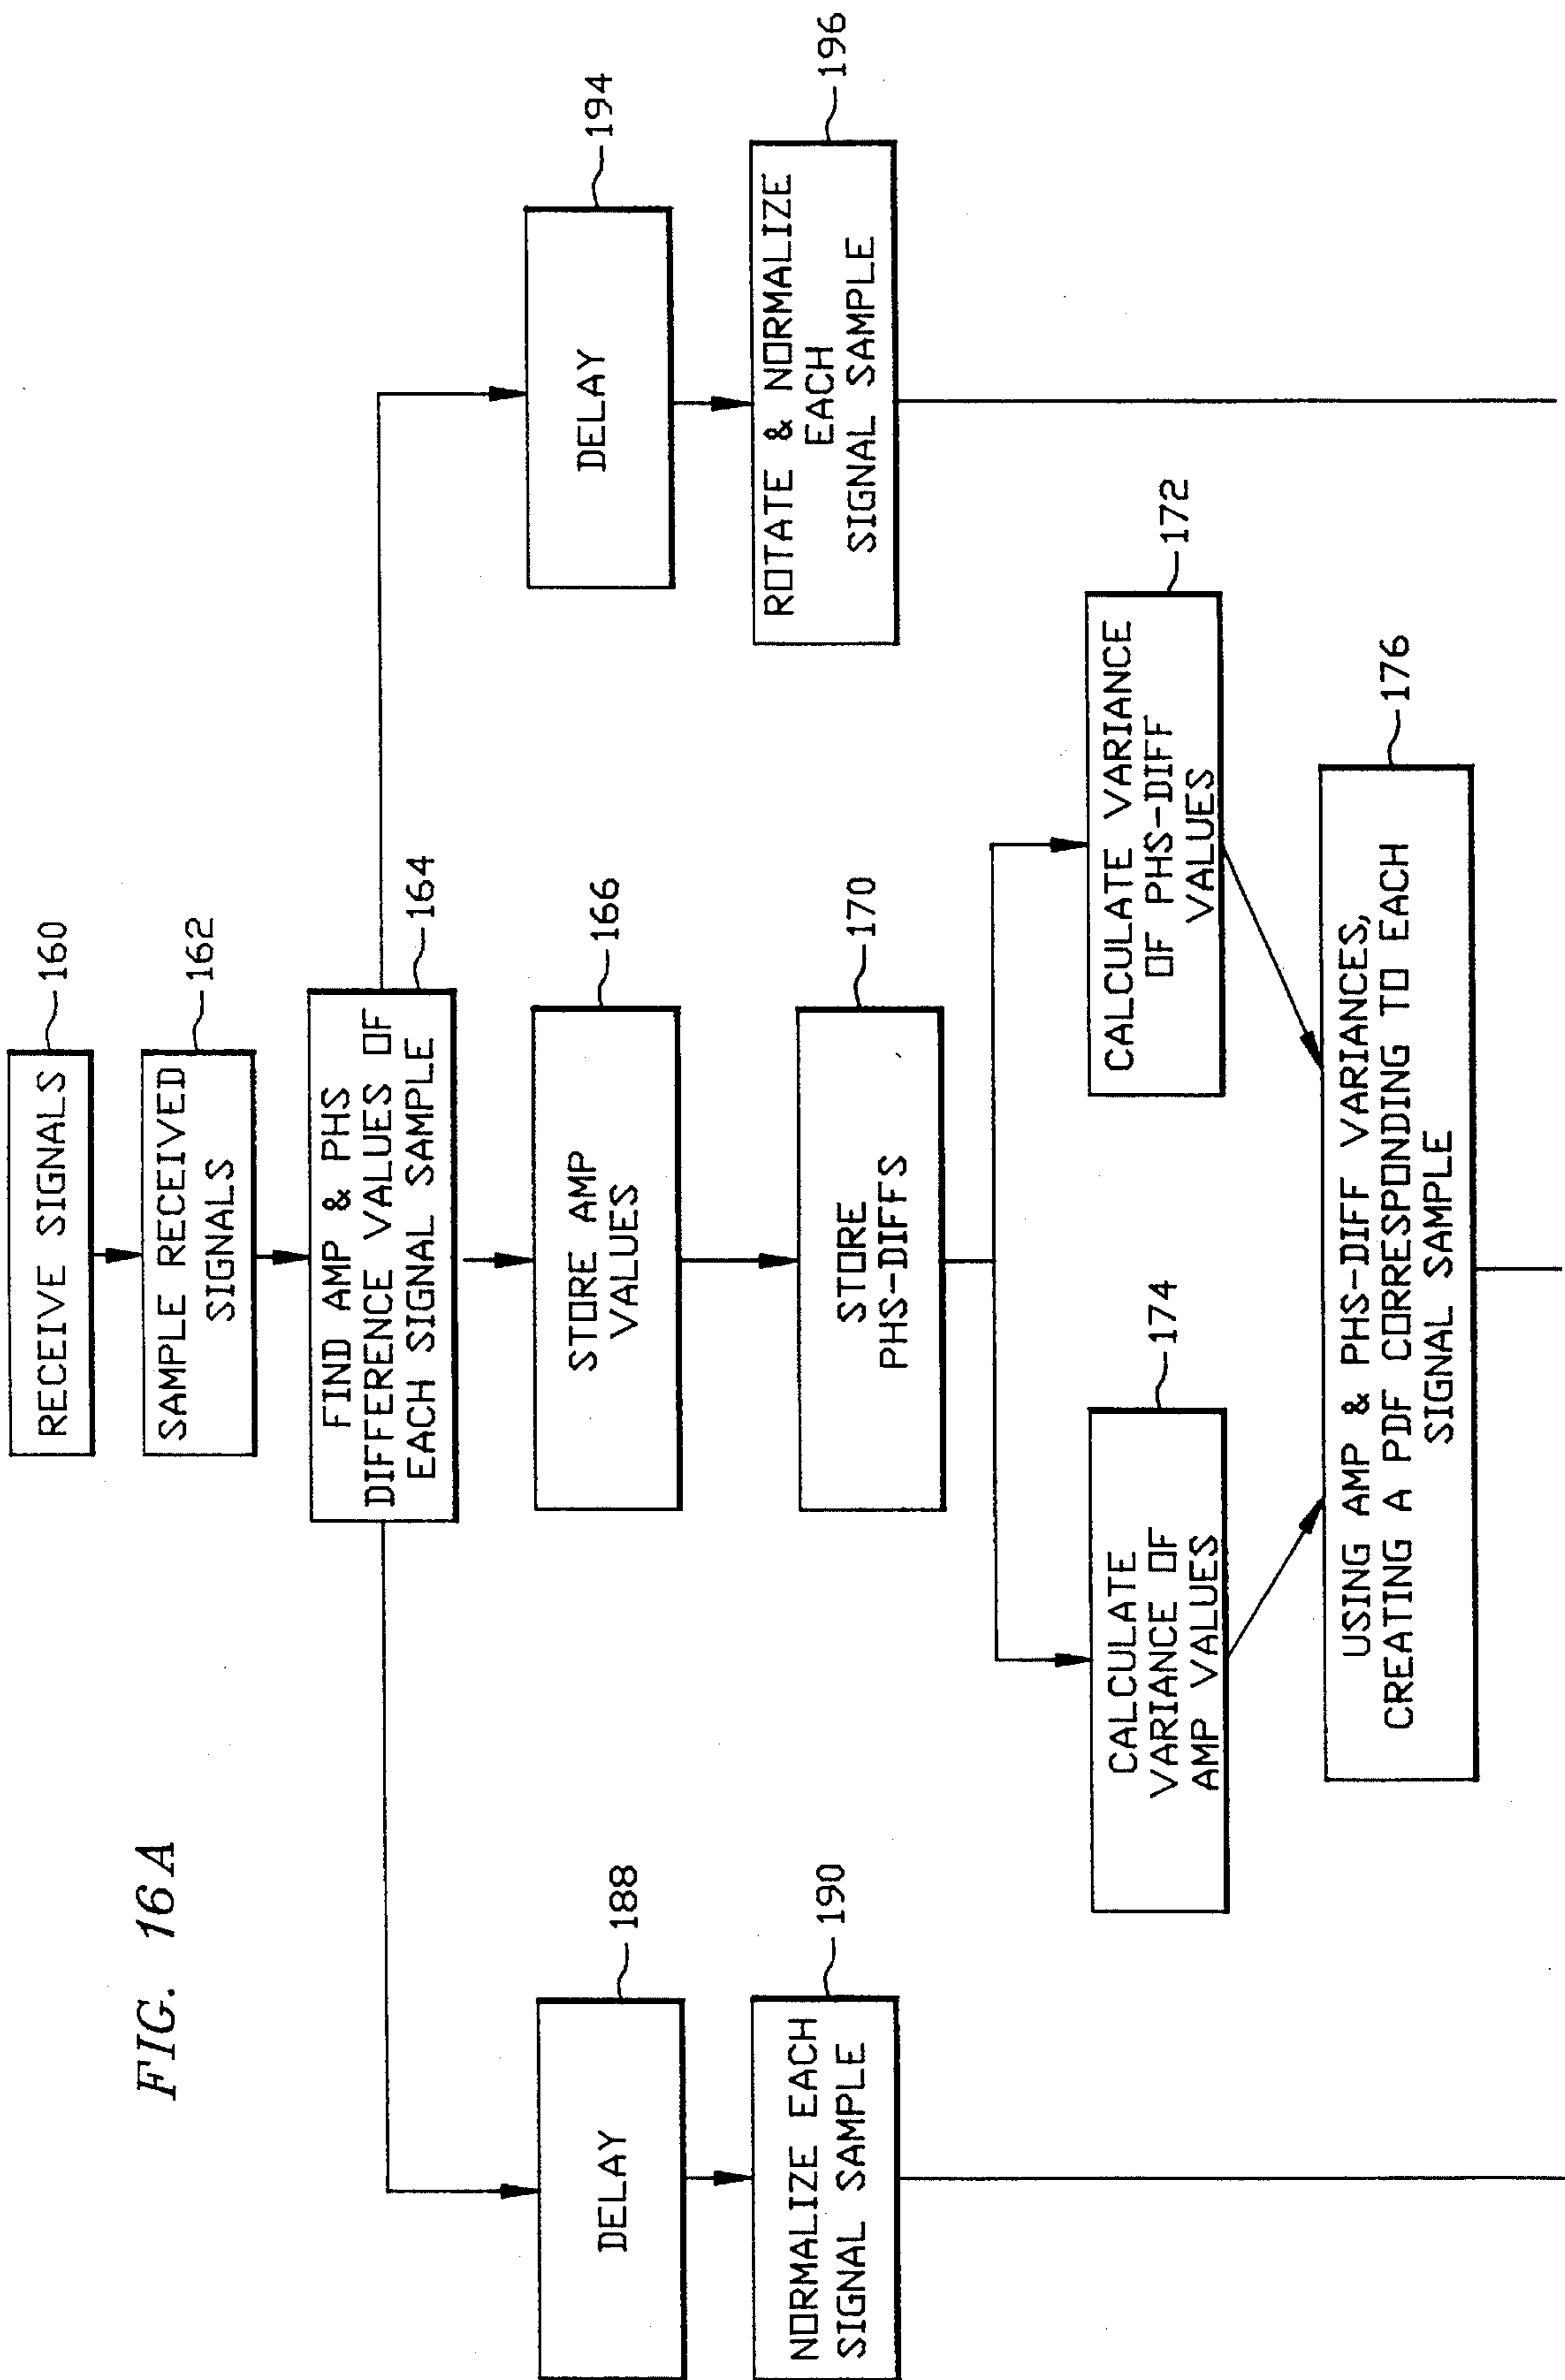 FIG. 16A
RECEIVE SIGNALS
160
SAMPLE RECEIVED
SIGNALS
162
FIND AMP & PHS
DIFFERENCE VALUES OF
EACH SIGNAL SAMPLE
164
DELAY
188
STORE AMP
VALUES
166
DELAY
194
NORMALIZE EACH
SIGNAL SAMPLE
190
STORE
PHS-DIFFS
170
ROTATE & NORMALIZE
EACH
SIGNAL SAMPLE
196
CALCULATE
VARIANCE OF
AMP VALUES
174
CALCULATE VARIANCE
OF PHS-DIFF
VALUES
172
USING AMP & PHS-DIFF VARIANCES,
CREATING A PDF CORRESPONDING TO EACH
SIGNAL SAMPLE
176